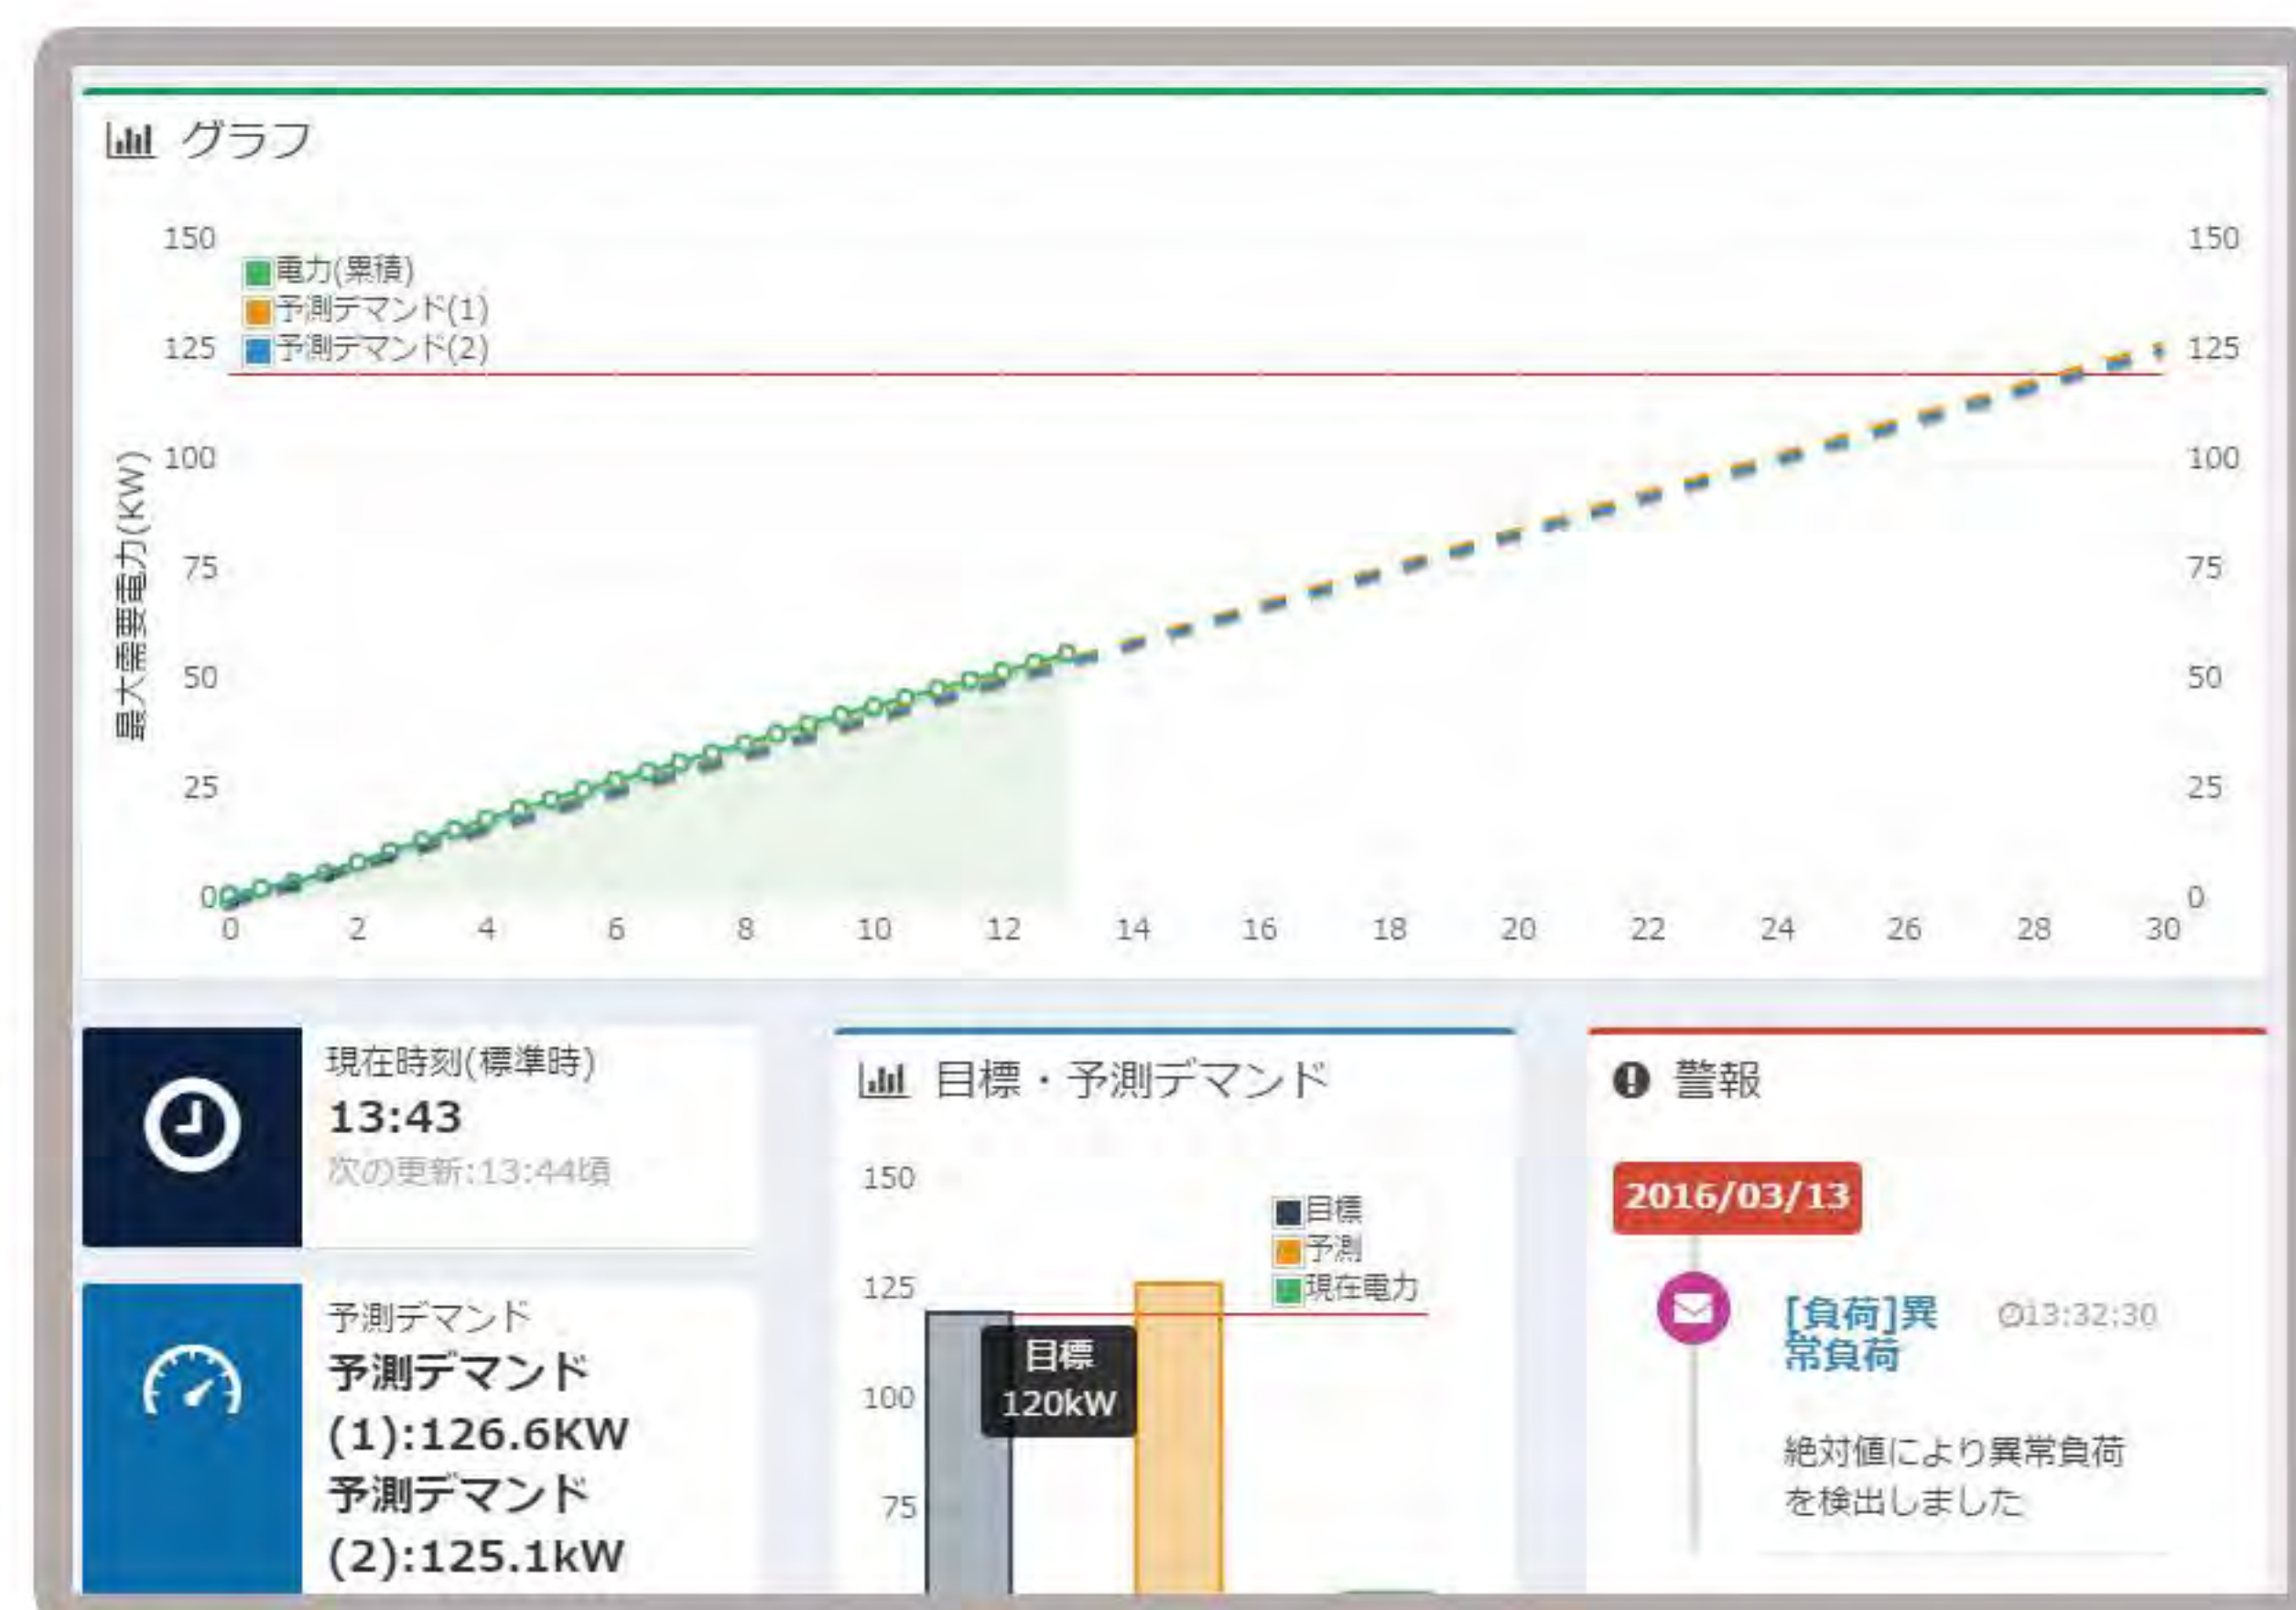 グラフ
150
150
電力(累積)
予測デマンド(1)
125
予測デマンド(2)
125
最大需要電力(KW)
100
100
75
75
50
50
25
25
0
0
0 2 4 6 8 10 12 14 16 18 20 22 24 26 28 30
現在時刻(標準時)
13:43
次の更新:13:44頃
予測デマンド
予測デマンド
(1):126.6KW
予測デマンド
(2):125.1kW
目標・予測デマンド
150
目標
予測
現在電力
125
目標
120kW
100
75
警報
2016/03/13
[負荷]異
常負荷
13:32:30
絶対値により異常負荷
を検出しました